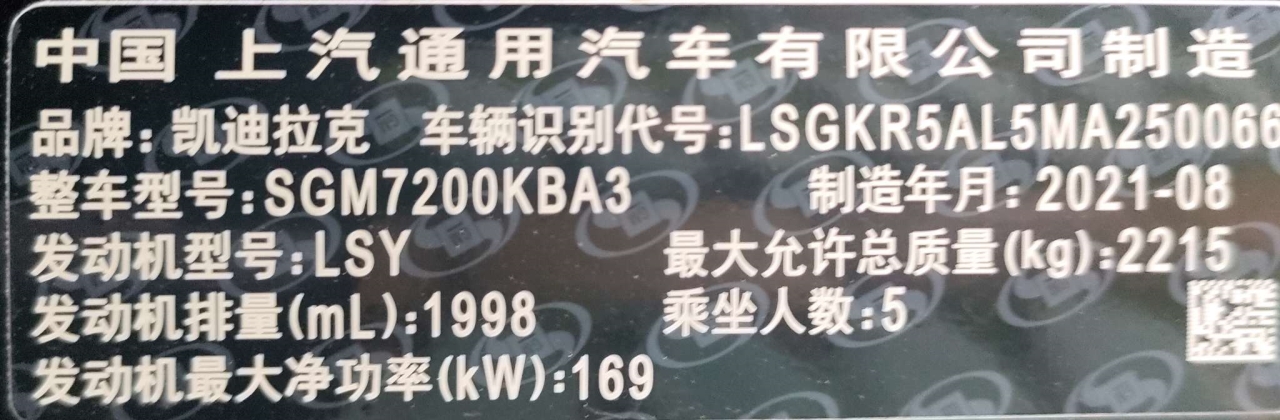 中国 上汽通用汽车有限公司制造
品牌: 凯迪拉克 车辆识别代号:LSGKR5AL5MA250066
整车型号:SGM7200KBA3 制造年月: 2021-08
发动机型号:LSY 最大允许总质量(kg):2215
发动机排量(mL):1998 乘坐人数:5
发动机最大净功率(kW):169